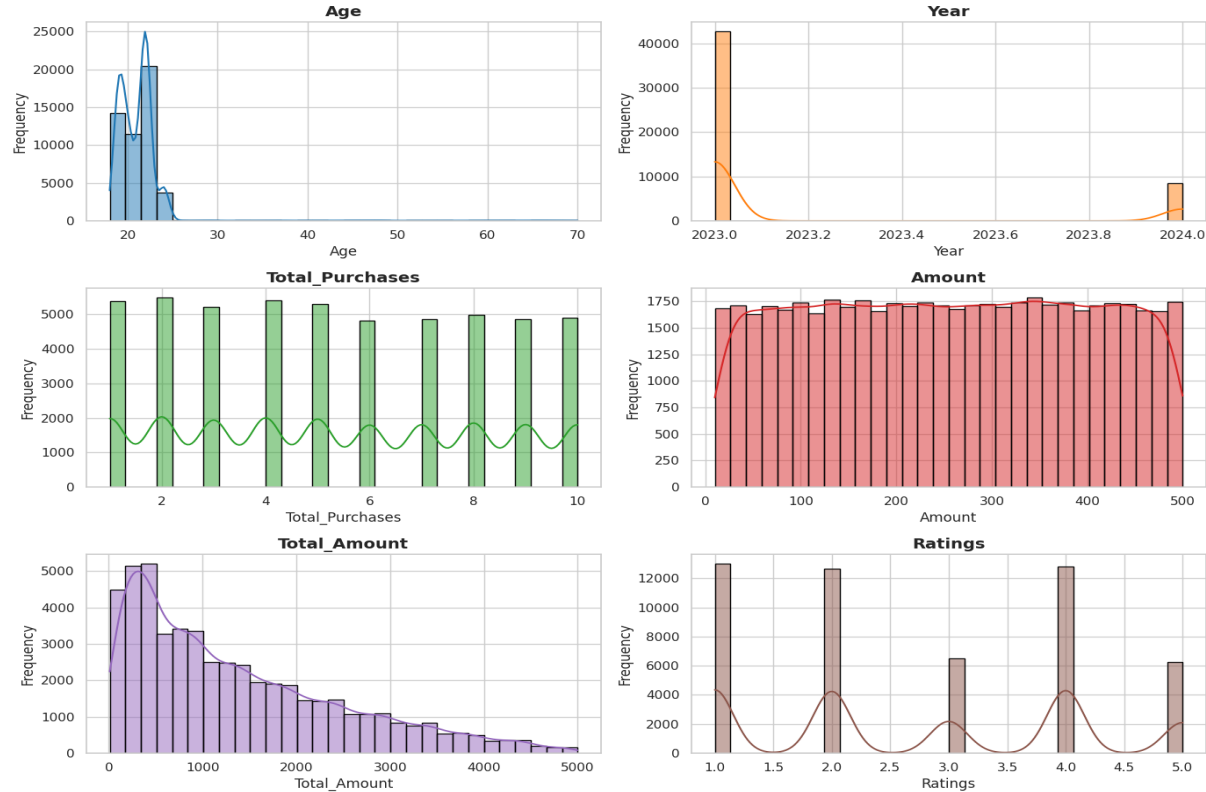 Age
Frequency
25000
20000
15000
10000
5000
0
20 30 40 50 60 70
Age
Year
Frequency
40000
30000
20000
10000
0
2023.0 2023.2 2023.4 2023.6 2023.8 2024.0
Year
Total_Purchases
Frequency
5000
4000
3000
2000
1000
0
2 4 6 8 10
Total_Purchases
Amount
Frequency
1750
1500
1250
1000
750
500
250
0
0 100 200 300 400 500
Amount
Total_Amount
Frequency
5000
4000
3000
2000
1000
0
0 1000 2000 3000 4000 5000
Total_Amount
Ratings
Frequency
12000
10000
8000
6000
4000
2000
0
1.0 1.5 2.0 2.5 3.0 3.5 4.0 4.5 5.0
Ratings